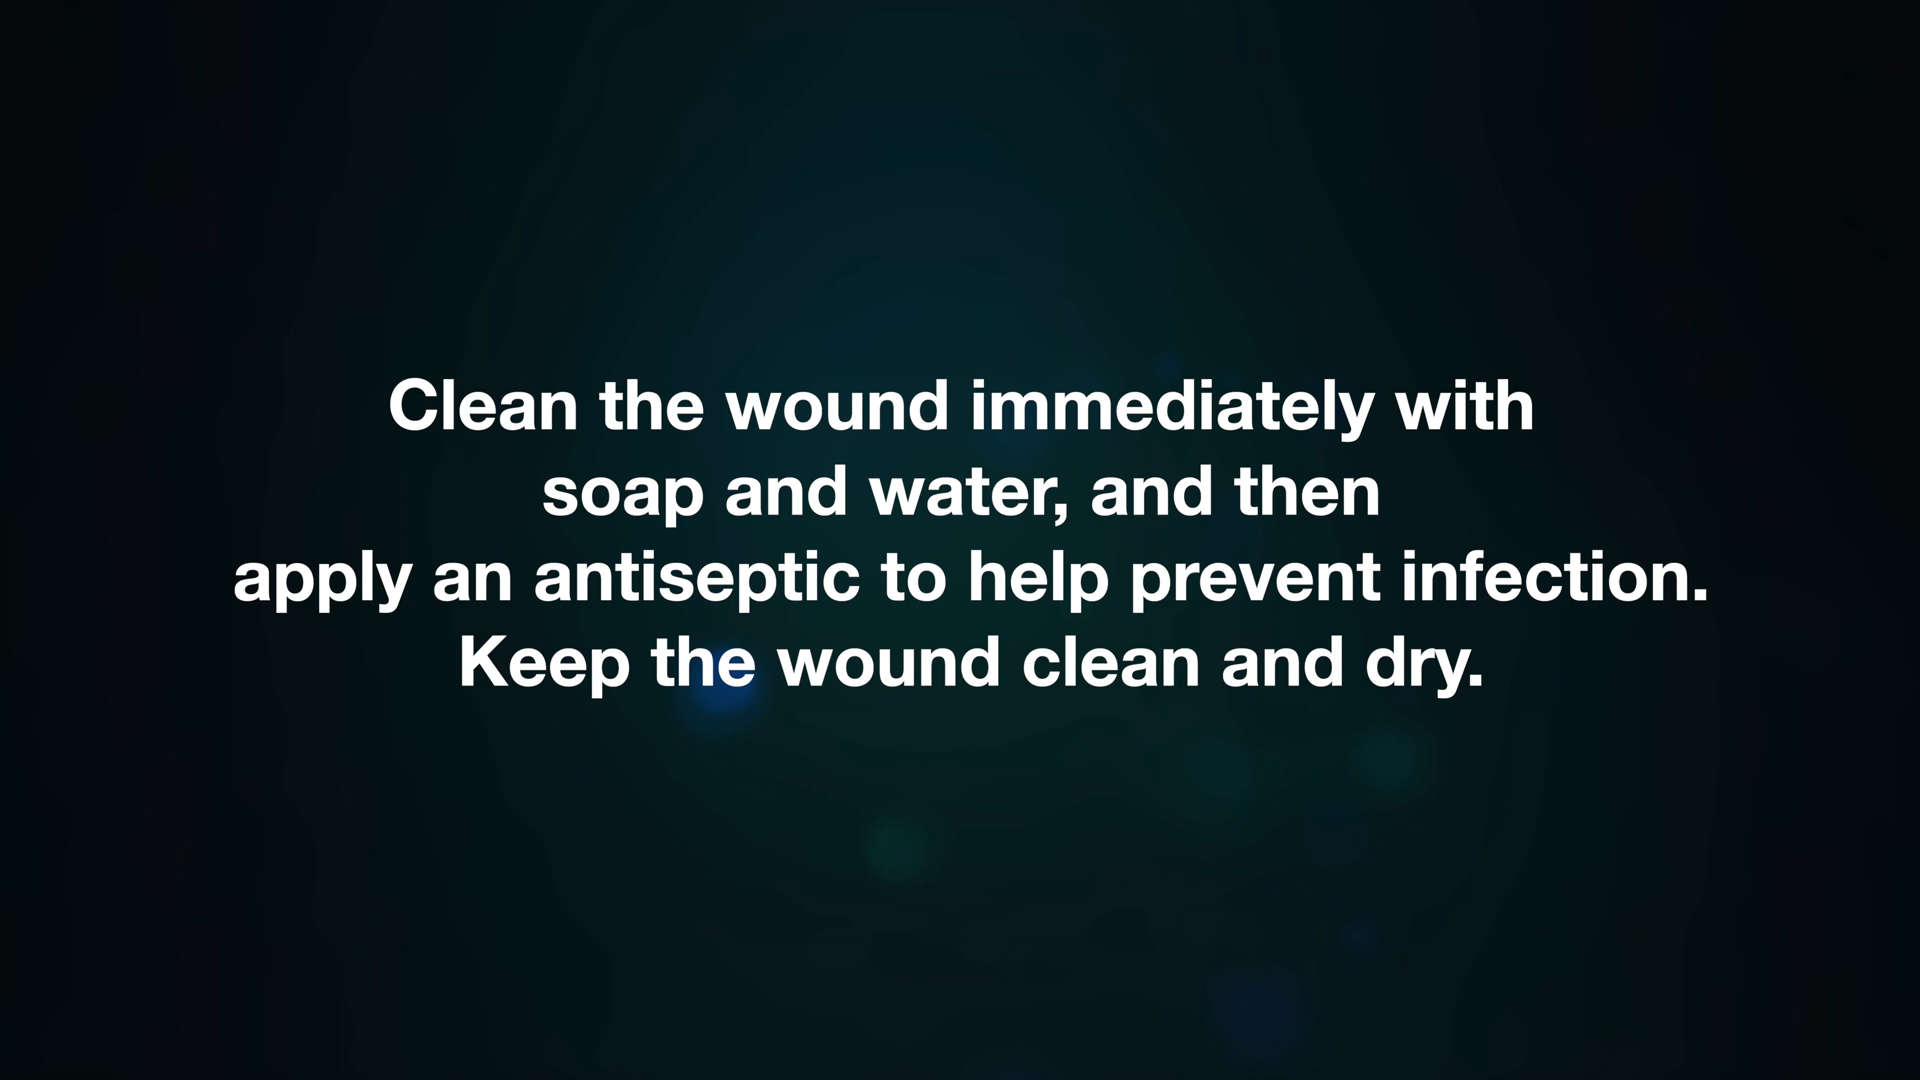 Clean the wound immediately with
soap and water, and then
apply an antiseptic to help prevent infection.
Keep the wound clean and dry.